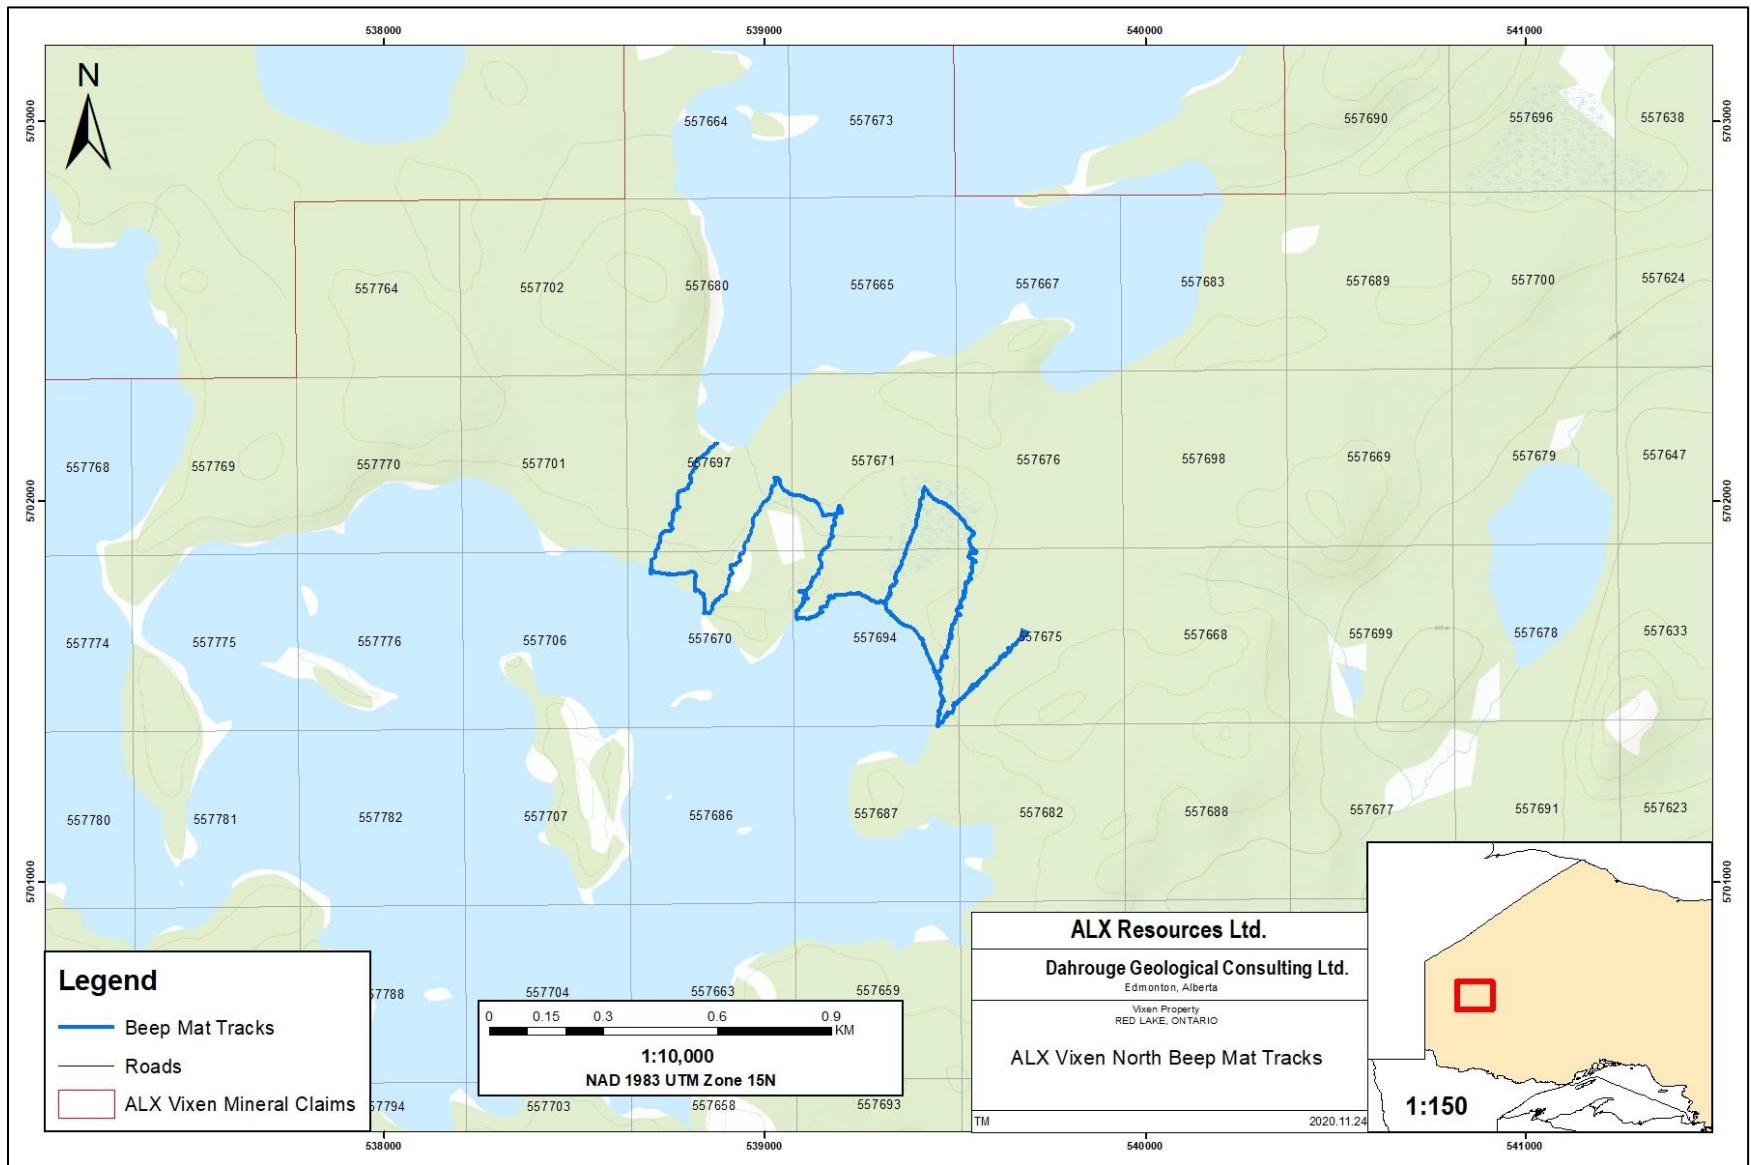 538000 539000 540000 541000
N
5703000 5703000
557664 557673 557690 557696 557638
557764 557702 557680 557665 557667 557683 557689 557700 557624
557768 557769 557770 557701 557697 557671 557676 557698 557669 557679 557647
5702000 5702000
557774 557775 557776 557706 557670 557694 557675 557668 557699 557678 557633
557780 557781 557782 557707 557686 557687 557682 557688 557677 557691 557623
5701000 5701000
57788 557704 557663 557659
57794 557703 557658 557693
Legend
Beep Mat Tracks
Roads
ALX Vixen Mineral Claims
0 0.15 0.3 0.6 0.9
KM
1:10,000
NAD 1983 UTM Zone 15N
ALX Resources Ltd.
Dahrouge Geological Consulting Ltd.
Edmonton, Alberta
Vixen Property
RED LAKE, ONTARIO
ALX Vixen North Beep Mat Tracks
TM 2020.11.24
1:150
538000 539000 540000 541000